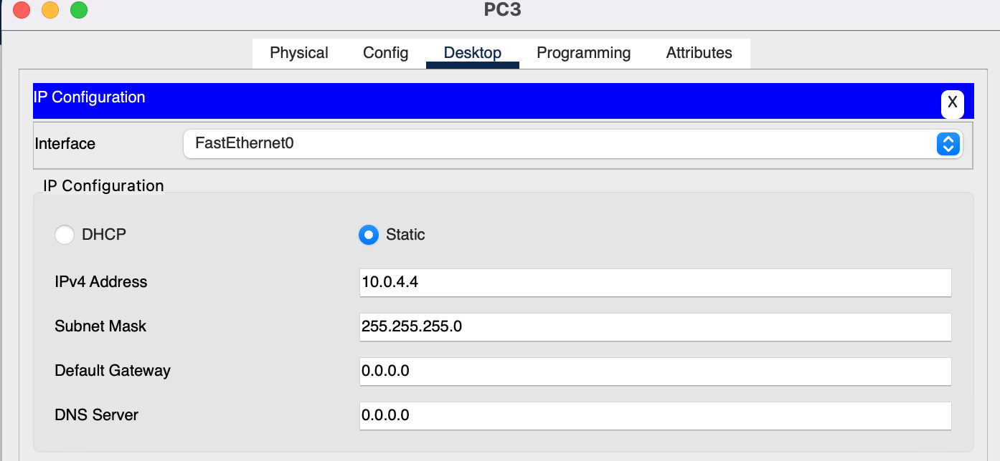 PC3
Physical Config Desktop Programming Attributes
IP Configuration X
Interface FastEthernet0
IP Configuration
DHCP Static
IPv4 Address 10.0.4.4
Subnet Mask 255.255.255.0
Default Gateway 0.0.0.0
DNS Server 0.0.0.0